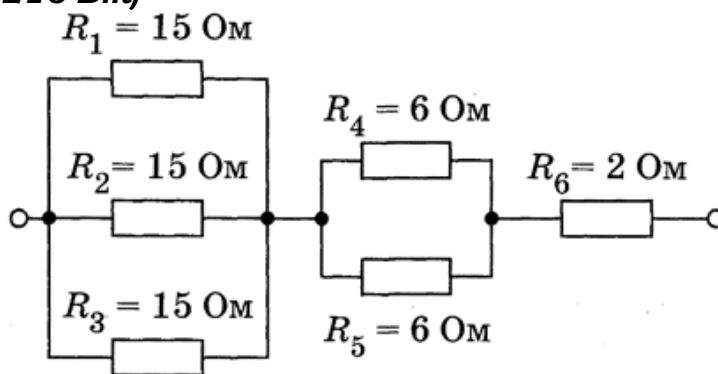 R1 = 15 Ом
R2= 15 Ом
R3 = 15 Ом
R4 = 6 Ом
R5 = 6 Ом
R6= 2 Ом